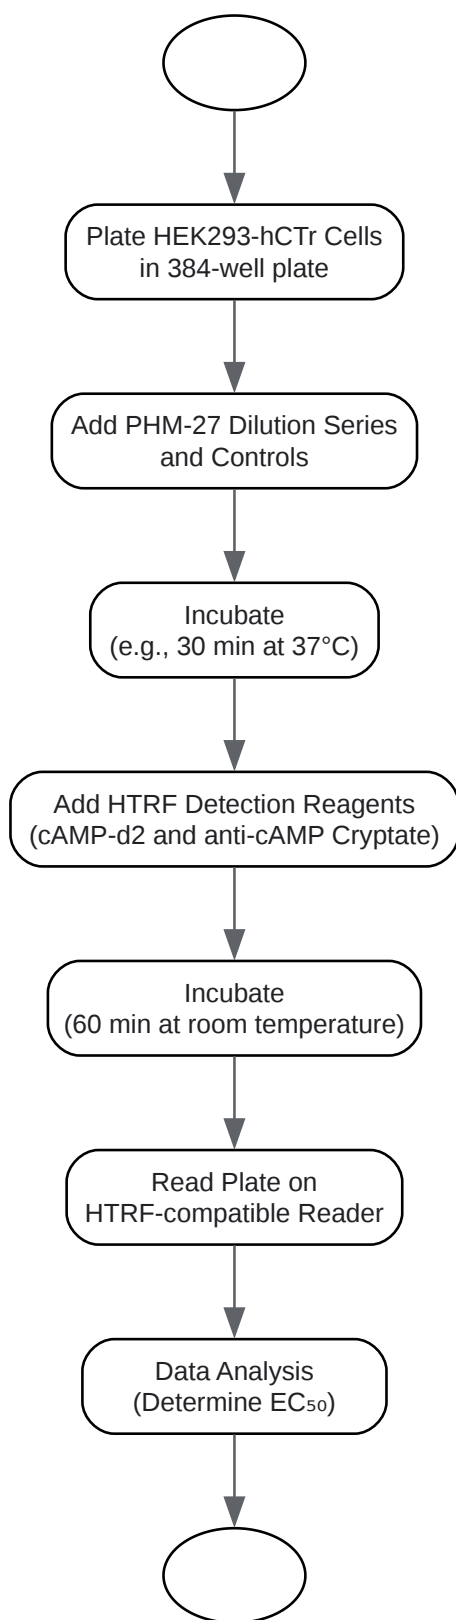 Plate HEK293-hCTr Cells
in 384-well plate
Add PHM-27 Dilution Series
and Controls
Incubate
(e.g., 30 min at 37°C)
Add HTRF Detection Reagents
(cAMP-d2 and anti-cAMP Cryptate)
Incubate
(60 min at room temperature)
Read Plate on
HTRF-compatible Reader
Data Analysis
(Determine EC₅₀)